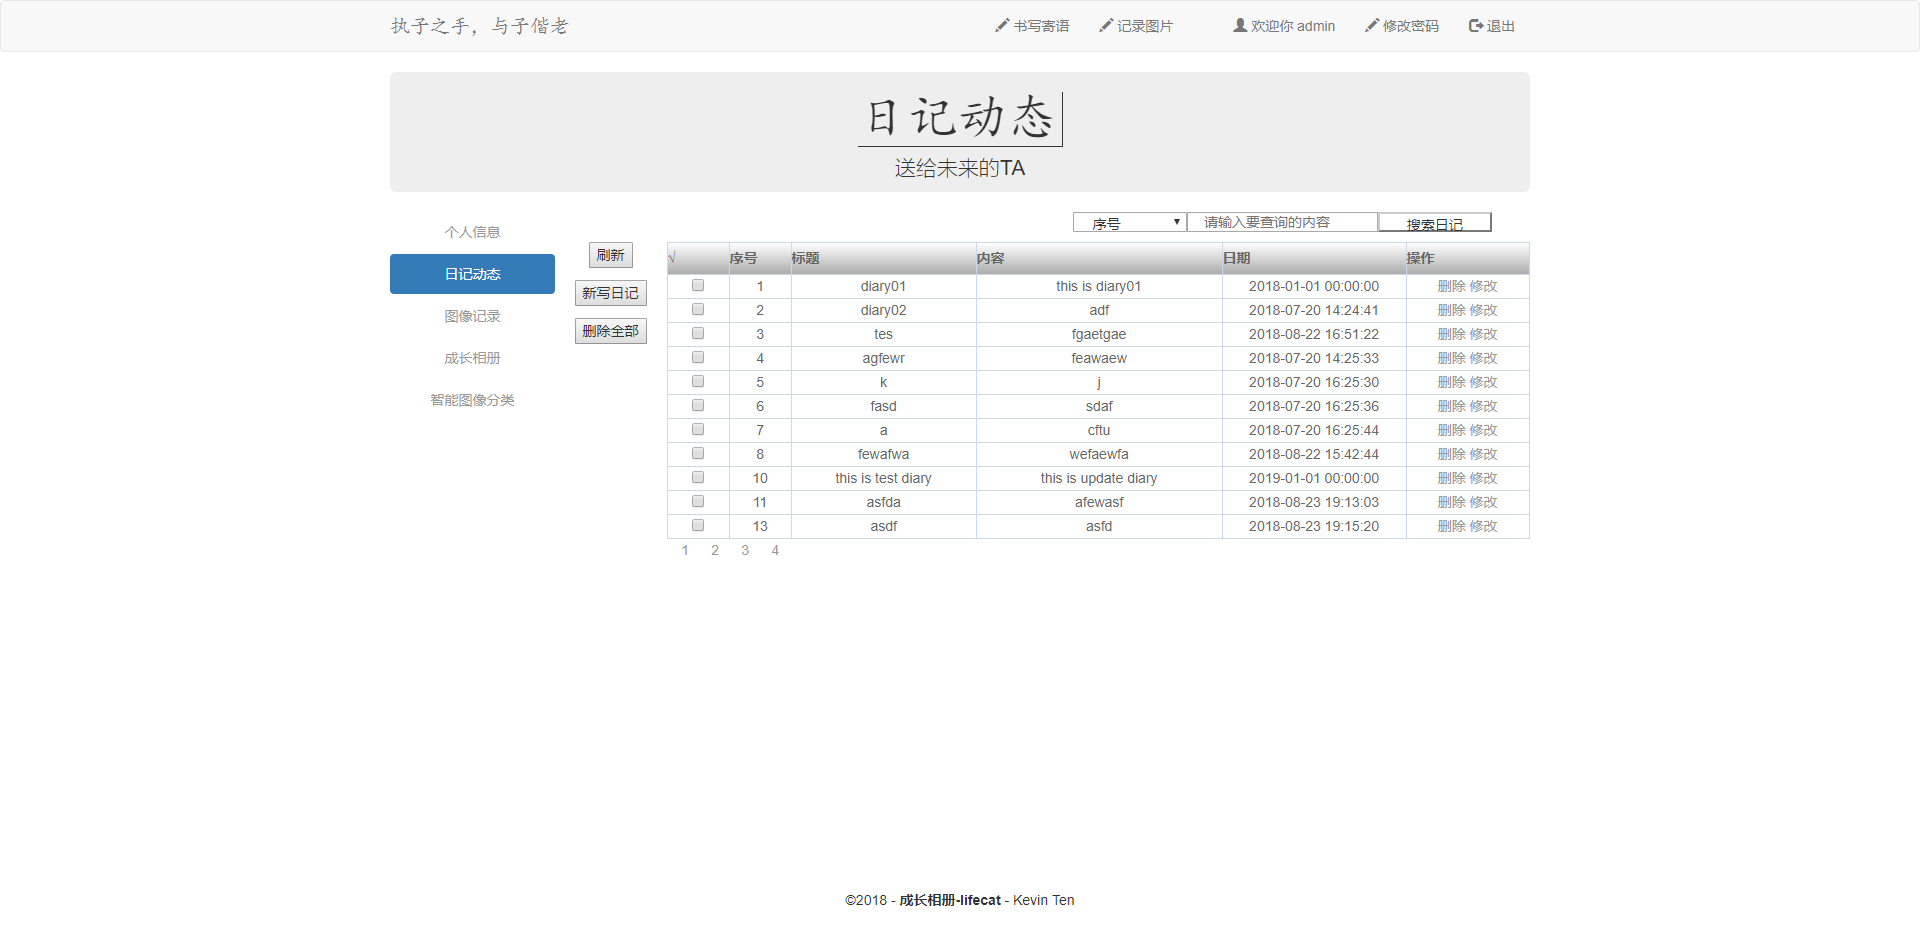 执子之手，与子偕老 书写寄语 记录图片 欢迎你 admin 修改密码 退出
日记动态
送给未来的TA
个人信息
日记动态
图像记录
成长相册
智能图像分类
刷新
新写日记
删除全部
序号 请输入要查询的内容 搜索日记
√ 序号 标题 内容 日期 操作
1 diary01 this is diary01 2018-01-01 00:00:00 删除 修改
2 diary02 adf 2018-07-20 14:24:41 删除 修改
3 tes fgaetgae 2018-08-22 16:51:22 删除 修改
4 agfewr feawaew 2018-07-20 14:25:33 删除 修改
5 k j 2018-07-20 16:25:30 删除 修改
6 fasd sdaf 2018-07-20 16:25:36 删除 修改
7 a cftu 2018-07-20 16:25:44 删除 修改
8 fewafwa wefaewfa 2018-08-22 15:42:44 删除 修改
10 this is test diary this is update diary 2019-01-01 00:00:00 删除 修改
11 asfda afewasf 2018-08-23 19:13:03 删除 修改
13 asdf asfd 2018-08-23 19:15:20 删除 修改
1 2 3 4
©2018 - 成长相册-lifecat - Kevin Ten